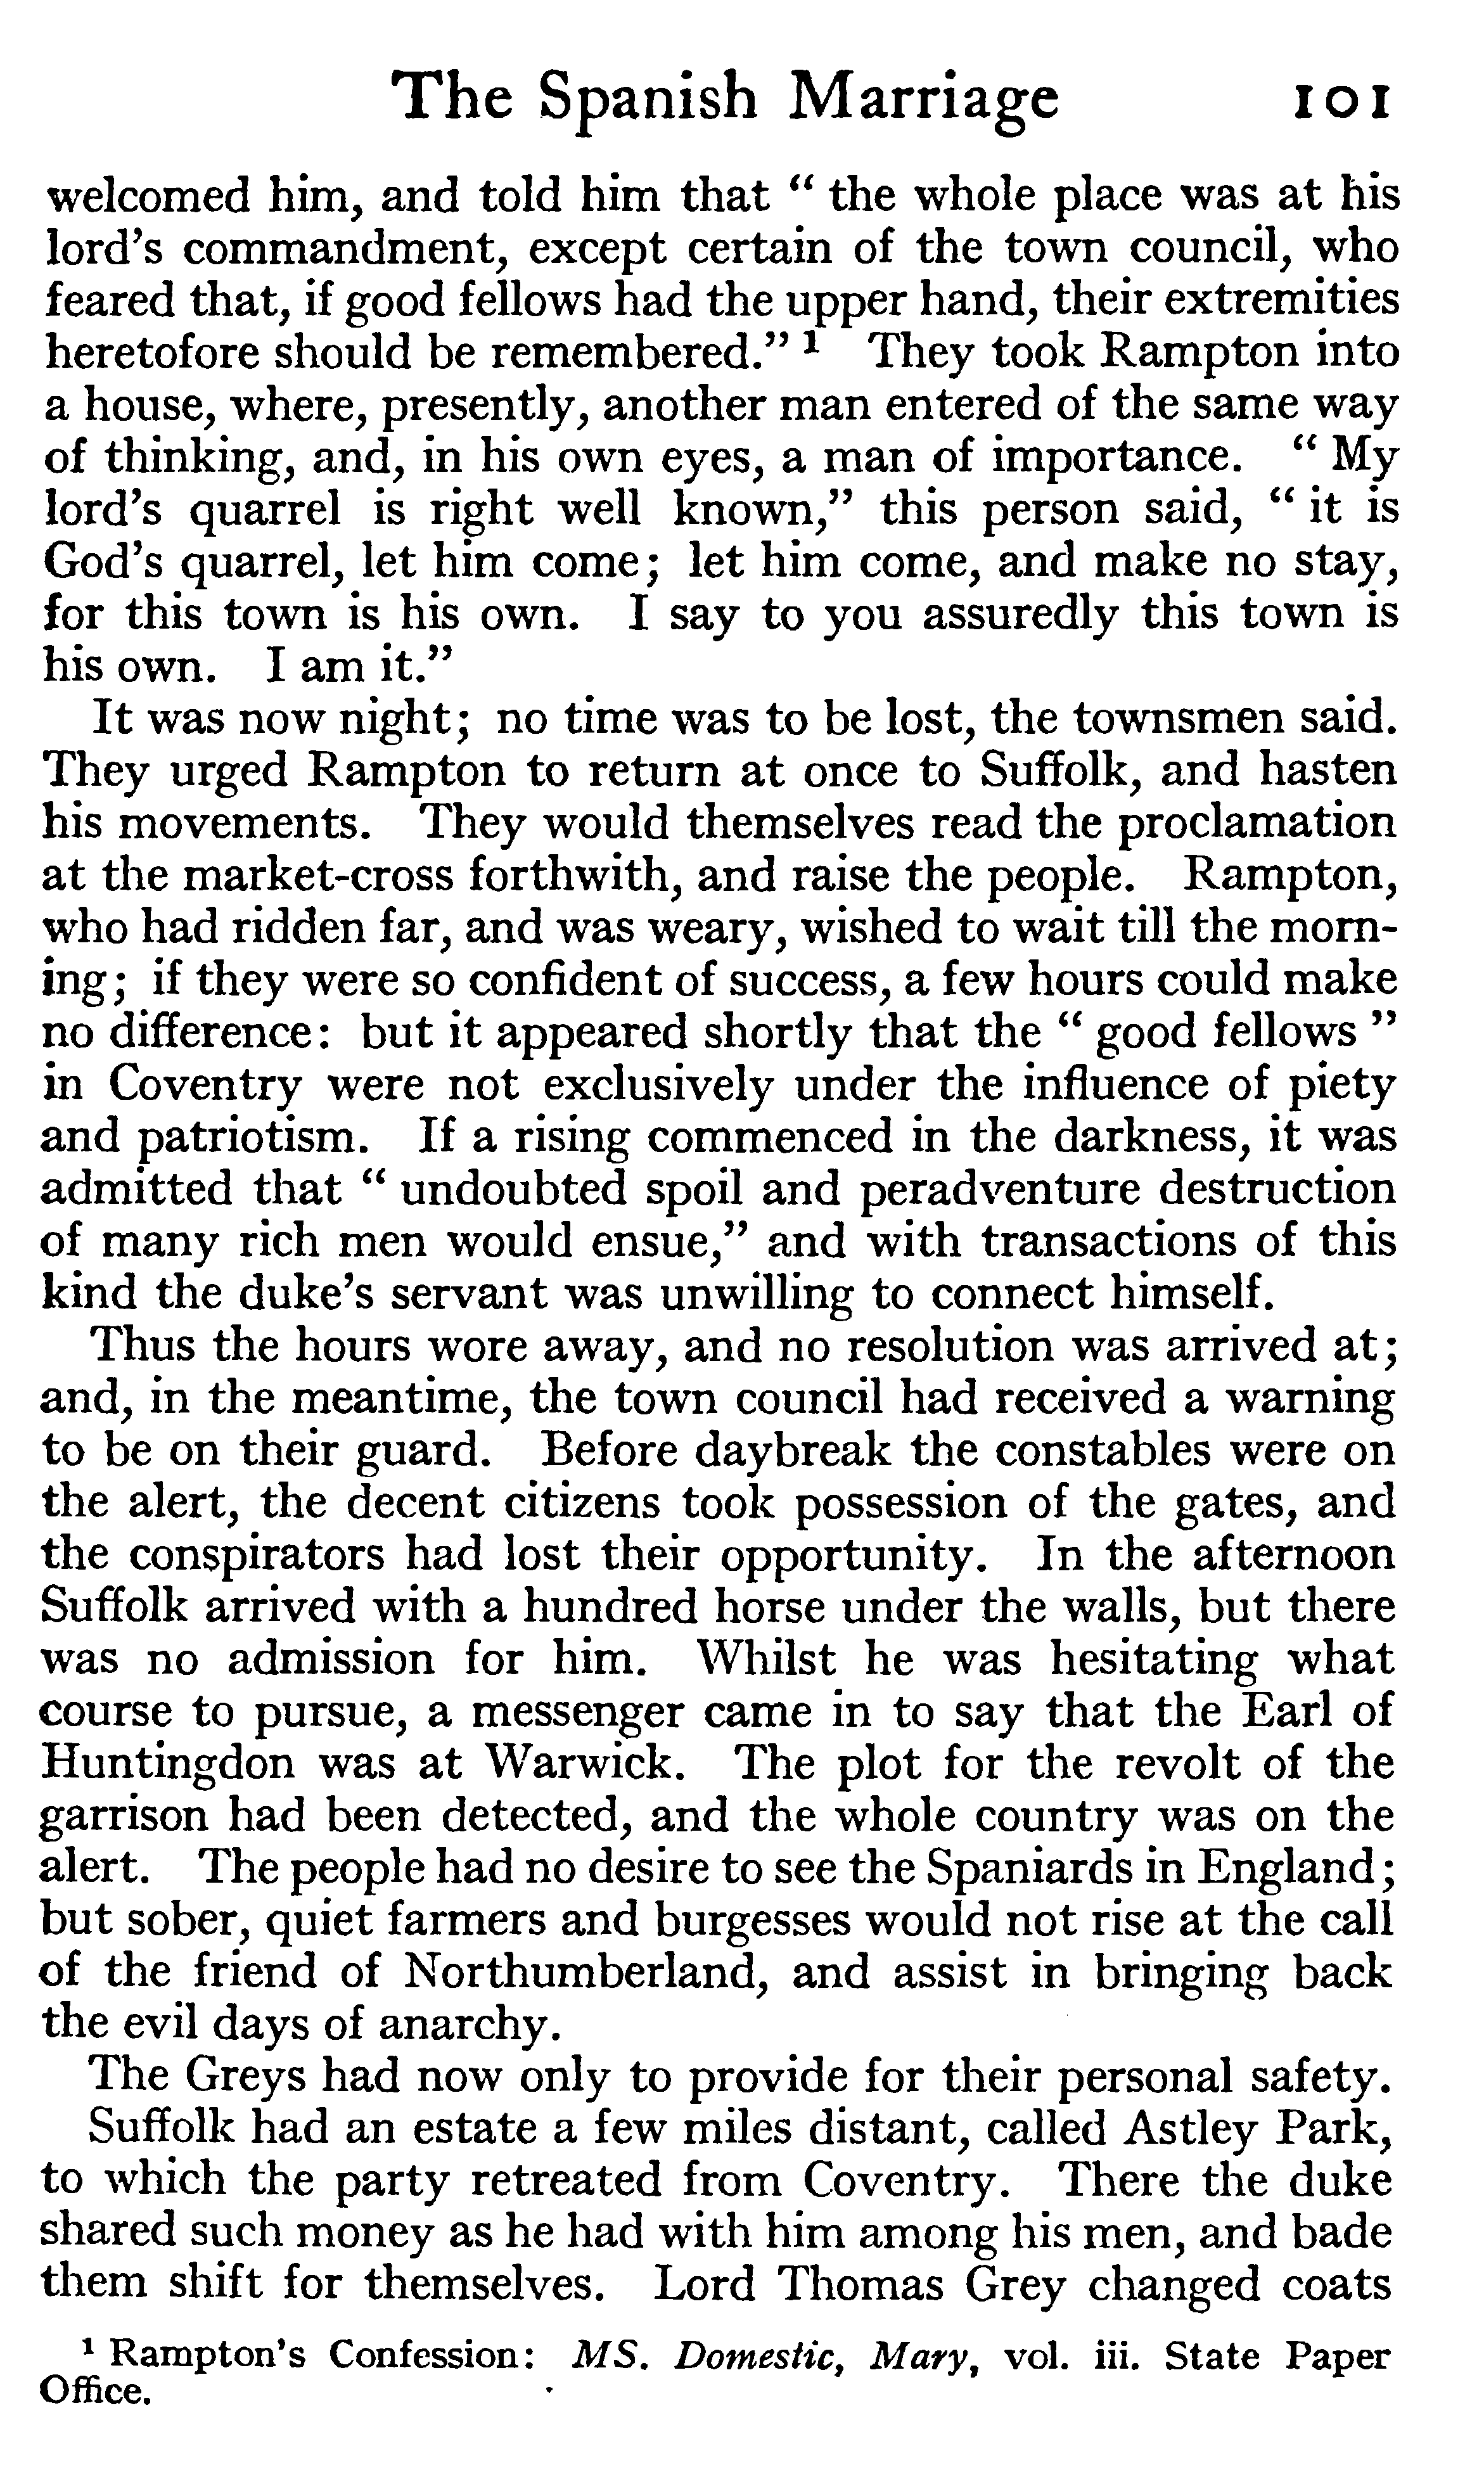 The Spanish Marriage 101
welcomed him, and told him that “ the whole place was at his
lord’s commandment, except certain of the town council, who
feared that, if good fellows had the upper hand, their extremities
heretofore should be remembered.” ¹ They took Rampton into
a house, where, presently, another man entered of the same way
of thinking, and, in his own eyes, a man of importance. “ My
lord’s quarrel is right well known,” this person said, “ it is
God’s quarrel, let him come; let him come, and make no stay,
for this town is his own. I say to you assuredly this town is
his own. I am it.”
It was now night; no time was to be lost, the townsmen said.
They urged Rampton to return at once to Suffolk, and hasten
his movements. They would themselves read the proclamation
at the market-cross forthwith, and raise the people. Rampton,
who had ridden far, and was weary, wished to wait till the morn-
ing; if they were so confident of success, a few hours could make
no difference: but it appeared shortly that the “ good fellows ”
in Coventry were not exclusively under the influence of piety
and patriotism. If a rising commenced in the darkness, it was
admitted that “ undoubted spoil and peradventure destruction
of many rich men would ensue,” and with transactions of this
kind the duke’s servant was unwilling to connect himself.
Thus the hours wore away, and no resolution was arrived at;
and, in the meantime, the town council had received a warning
to be on their guard. Before daybreak the constables were on
the alert, the decent citizens took possession of the gates, and
the conspirators had lost their opportunity. In the afternoon
Suffolk arrived with a hundred horse under the walls, but there
was no admission for him. Whilst he was hesitating what
course to pursue, a messenger came in to say that the Earl of
Huntingdon was at Warwick. The plot for the revolt of the
garrison had been detected, and the whole country was on the
alert. The people had no desire to see the Spaniards in England;
but sober, quiet farmers and burgesses would not rise at the call
of the friend of Northumberland, and assist in bringing back
the evil days of anarchy.
The Greys had now only to provide for their personal safety.
Suffolk had an estate a few miles distant, called Astley Park,
to which the party retreated from Coventry. There the duke
shared such money as he had with him among his men, and bade
them shift for themselves. Lord Thomas Grey changed coats
¹ Rampton’s Confession: MS. Domestic, Mary, vol. iii. State Paper
Office.